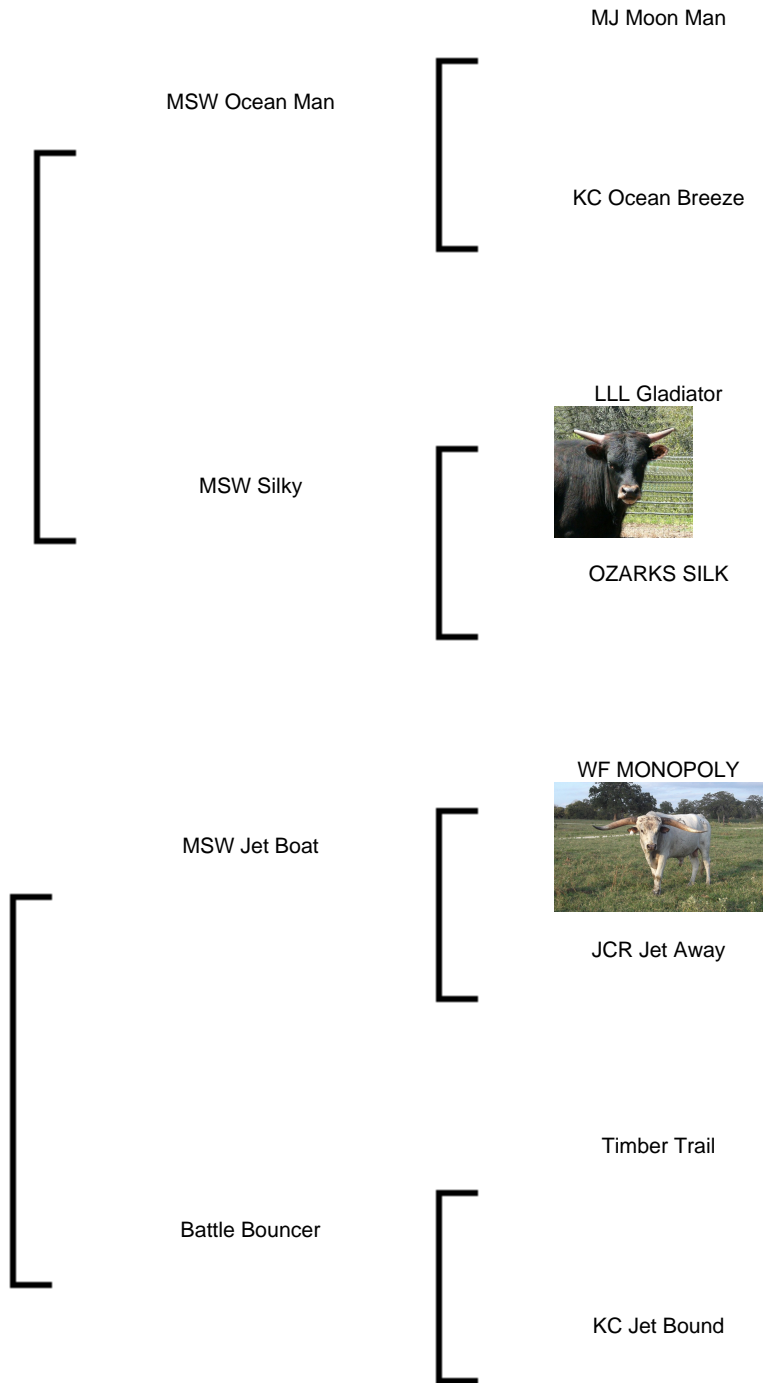 MJ Moon Man
MSW Ocean Man
KC Ocean Breeze
LLL Gladiator
MSW Silky
OZARKS SILK
WF MONOPOLY
MSW Jet Boat
JCR Jet Away
Timber Trail
Battle Bouncer
KC Jet Bound